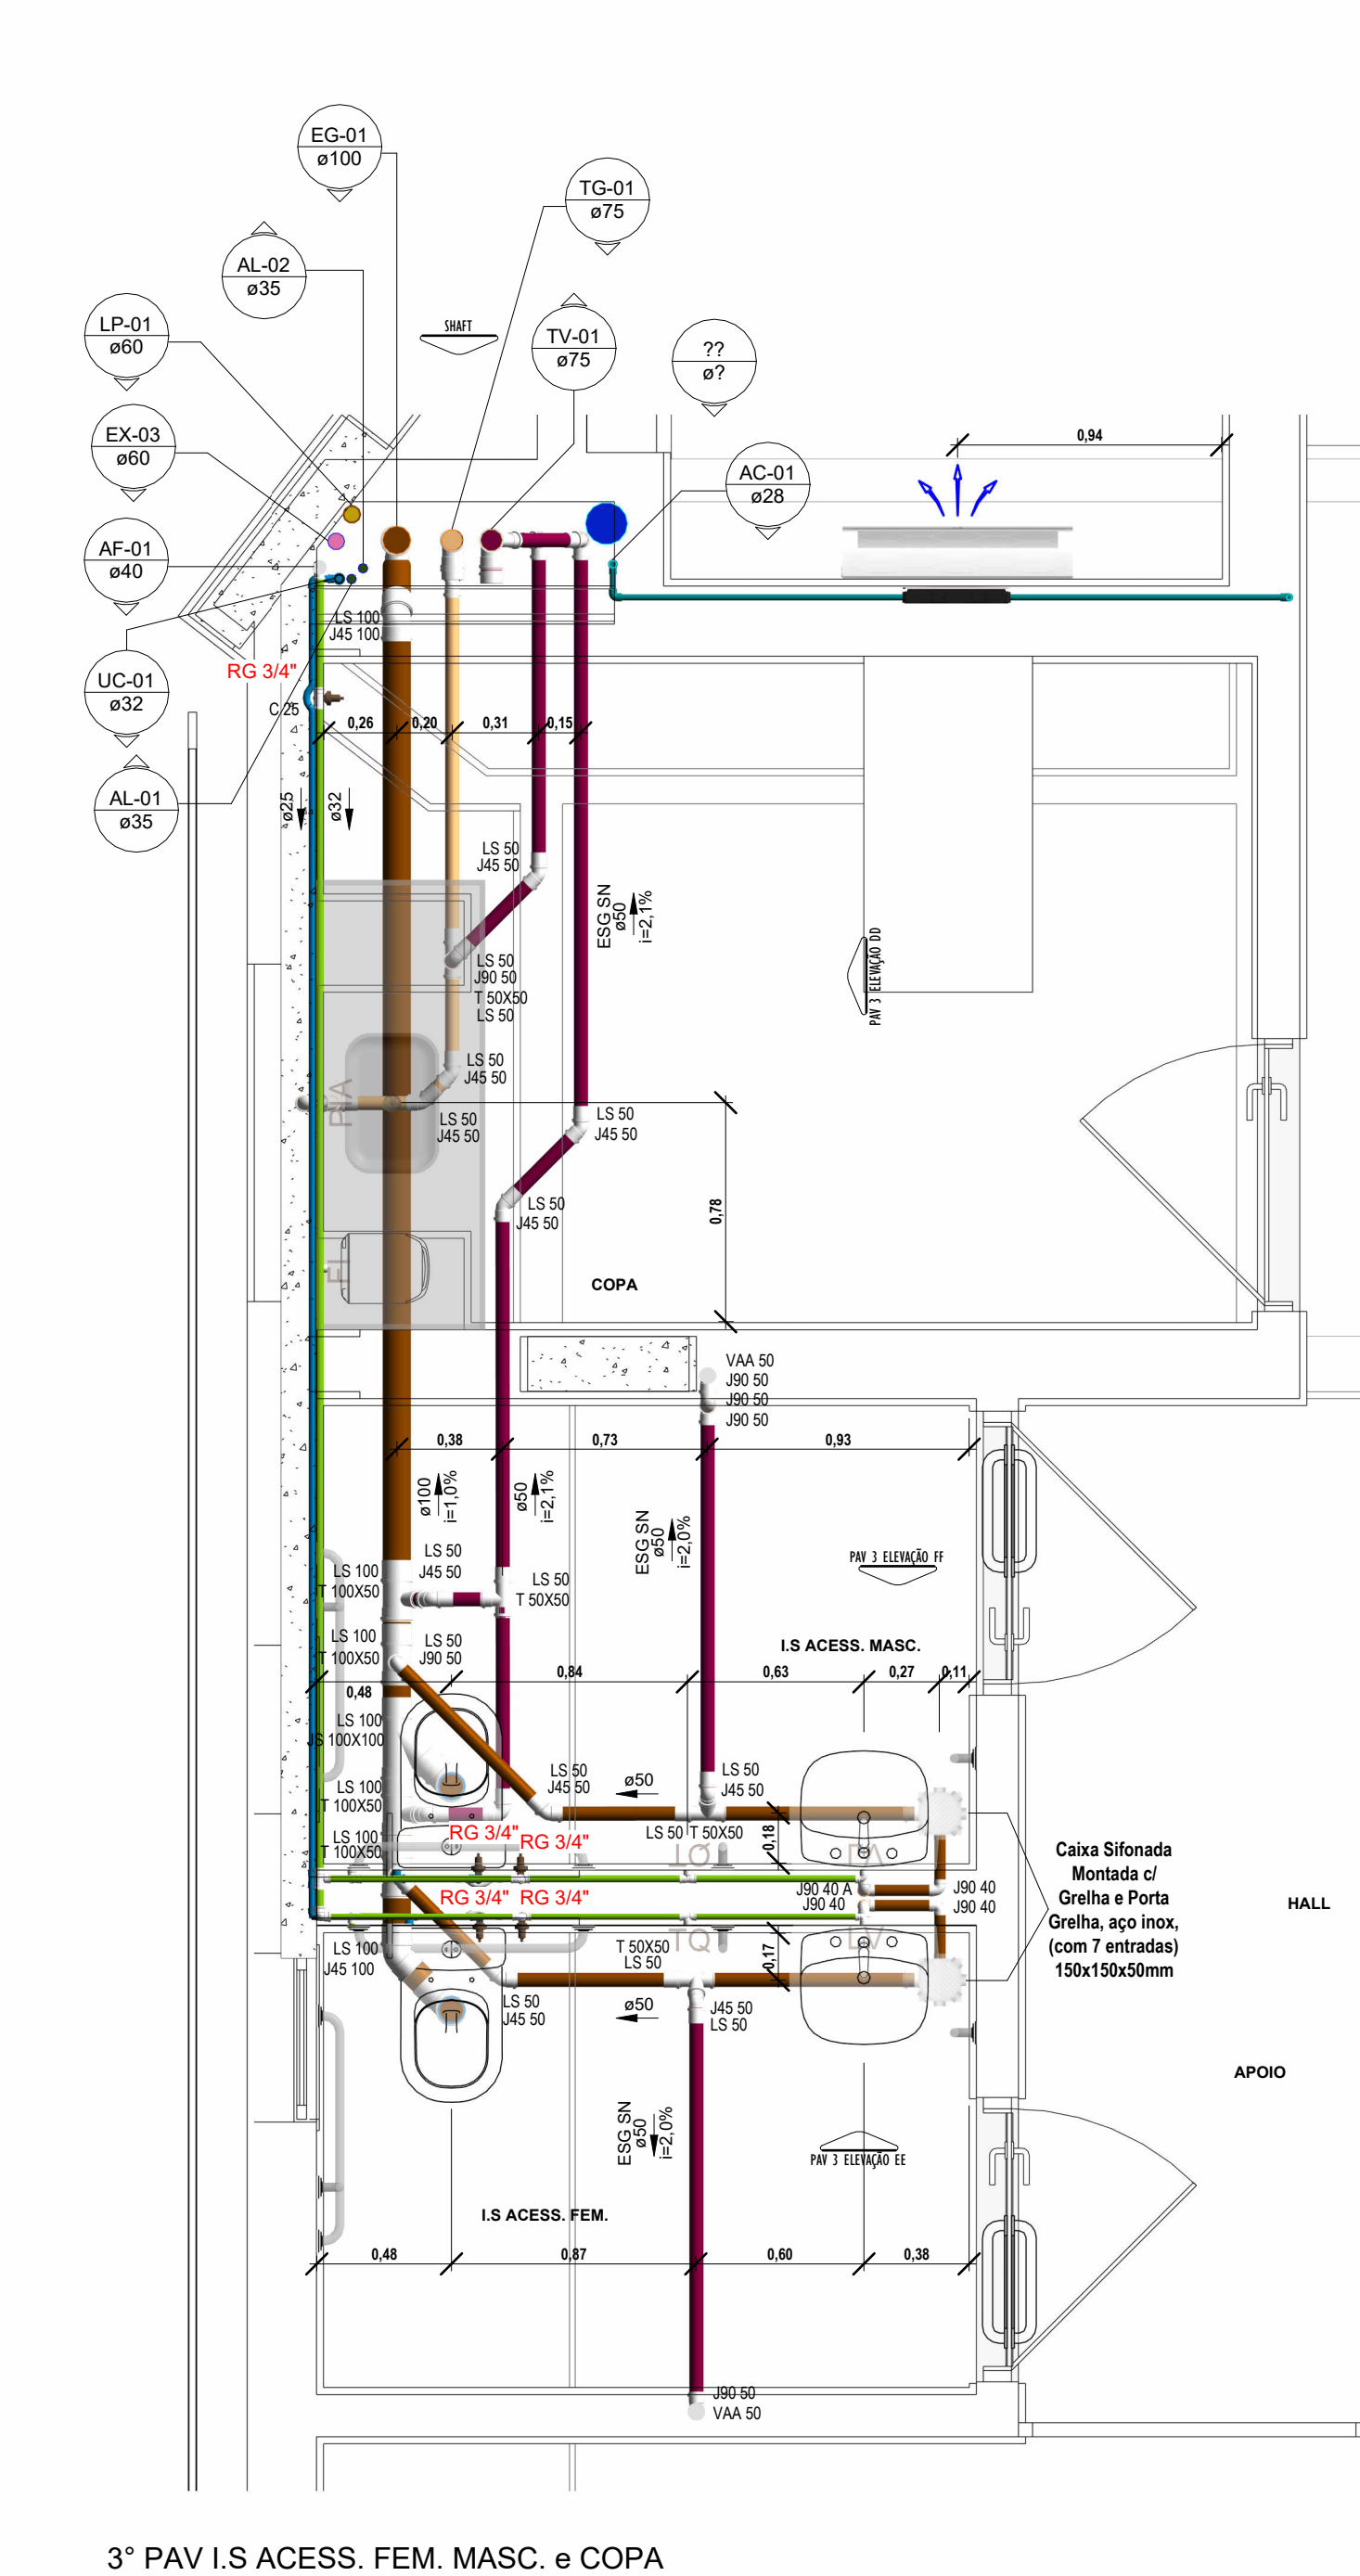 EG-01
ø100
TG-01
ø75
AL-02
ø35
LP-01
ø60
SHAFT
TV-01
ø75
??
ø?
EX-03
ø60
0,94
AC-01
ø28
AF-01
ø40
LS 100
J45 100
RG 3/4"
UC-01
ø32
C 25
0,26
0,20
0,31
0,15
AL-01
ø35
ø25
ø32
LS 50
J45 50
ESG SN
ø50
i=2,1%
PAV 3 ELEVAÇÃO DD
LS 50
J90 50
T 50X50
LS 50
LS 50
J45 50
PIA
LS 50
J45 50
LS 50
J45 50
LS 50
J45 50
0,78
FL
COPA
VAA 50
J90 50
J90 50
J90 50
0,38
0,73
0,93
ø100
i=1,0%
ø50
i=2,1%
ESG SN
ø50
i=2,0%
LS 50
J45 50
LS 100
T 100X50
LS 50
T 50X50
PAV 3 ELEVAÇÃO FF
LS 100
T 100X50
LS 50
J90 50
I.S ACESS. MASC.
0,48
0,84
0,63
0,27
0,11
LS 100
JS 100X100
LS 50
J45 50
ø50
LS 50
J45 50
LS 100
T 100X50
RG 3/4"
RG 3/4"
LS 50
T 50X50
0,18
LS 100
T 100X50
TQ
LV
Caixa Sifonada
Montada c/
Grelha e Porta
Grelha, aço inox,
(com 7 entradas)
150x150x50mm
J90 40 A
J90 40
J90 40
J90 40
RG 3/4"
RG 3/4"
HALL
LS 100
J45 100
T 50X50
LS 50
TQ
LV
0,17
LS 50
J45 50
ø50
J45 50
LS 50
APOIO
ESG SN
ø50
i=2,0%
PAV 3 ELEVAÇÃO EE
I.S ACESS. FEM.
0,48
0,87
0,60
0,38
J90 50
VAA 50
3° PAV I.S ACESS. FEM. MASC. e COPA